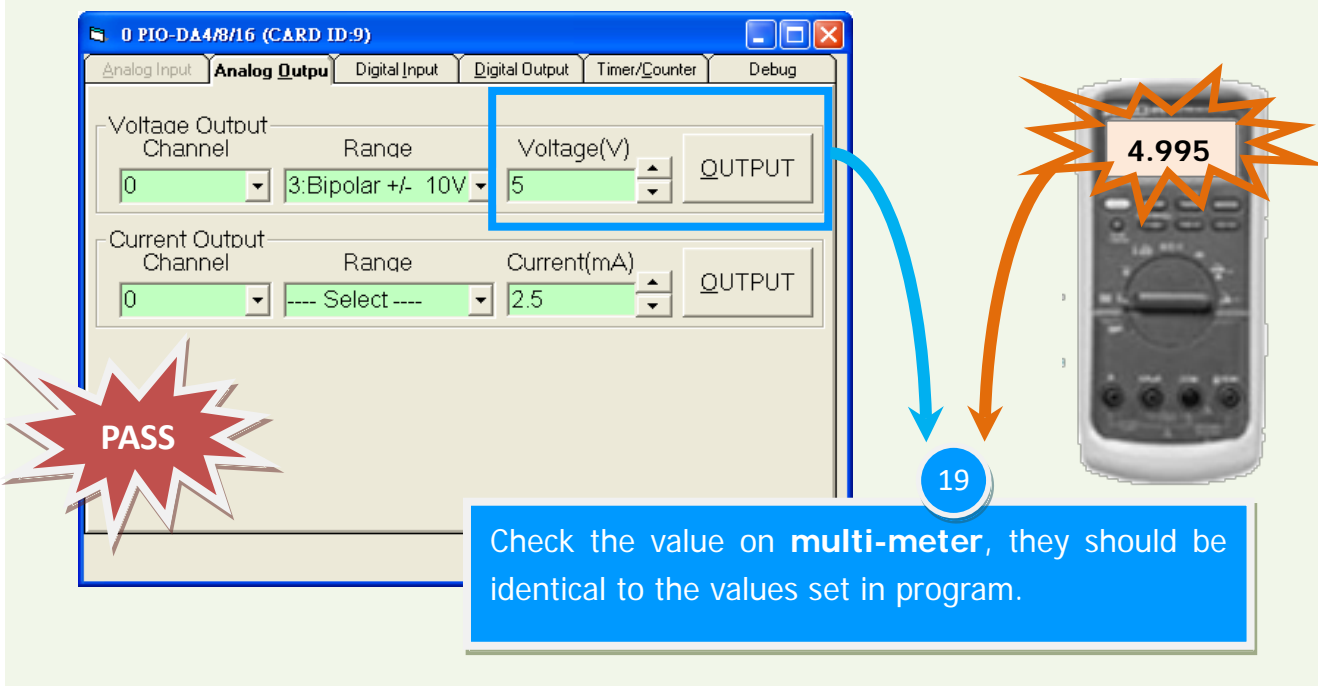 0 PIO-DA4/8/16 (CARD ID:9)
Analog Input Analog Outpu Digital Input Digital Output Timer/Counter Debug
Voltage Output
Channel Range Voltage(V)
0 3:Bipolar +/- 10V 5 OUTPUT
Current Output
Channel Range Current(mA)
0 ---- Select ---- 2.5 OUTPUT
4.995
PASS
19
Check the value on multi-meter, they should be
identical to the values set in program.